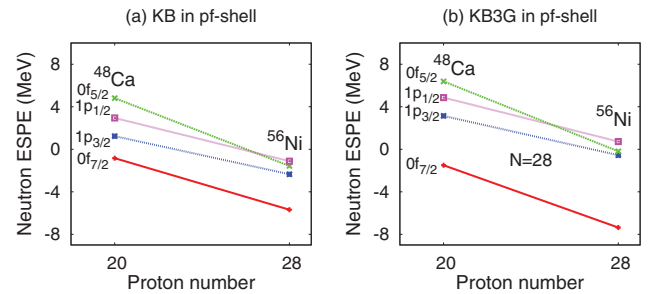 (a) KB in pf-shell
Neutron ESPE (MeV)
8
4
0
-4
-8
⁴⁸Ca
0f₅/₂
1p₁/₂
1p₃/₂
0f₇/₂
⁵⁶Ni
20
28
Proton number
(b) KB3G in pf-shell
Neutron ESPE (MeV)
8
4
0
-4
-8
⁴⁸Ca
0f₅/₂
1p₁/₂
1p₃/₂
0f₇/₂
⁵⁶Ni
N=28
20
28
Proton number